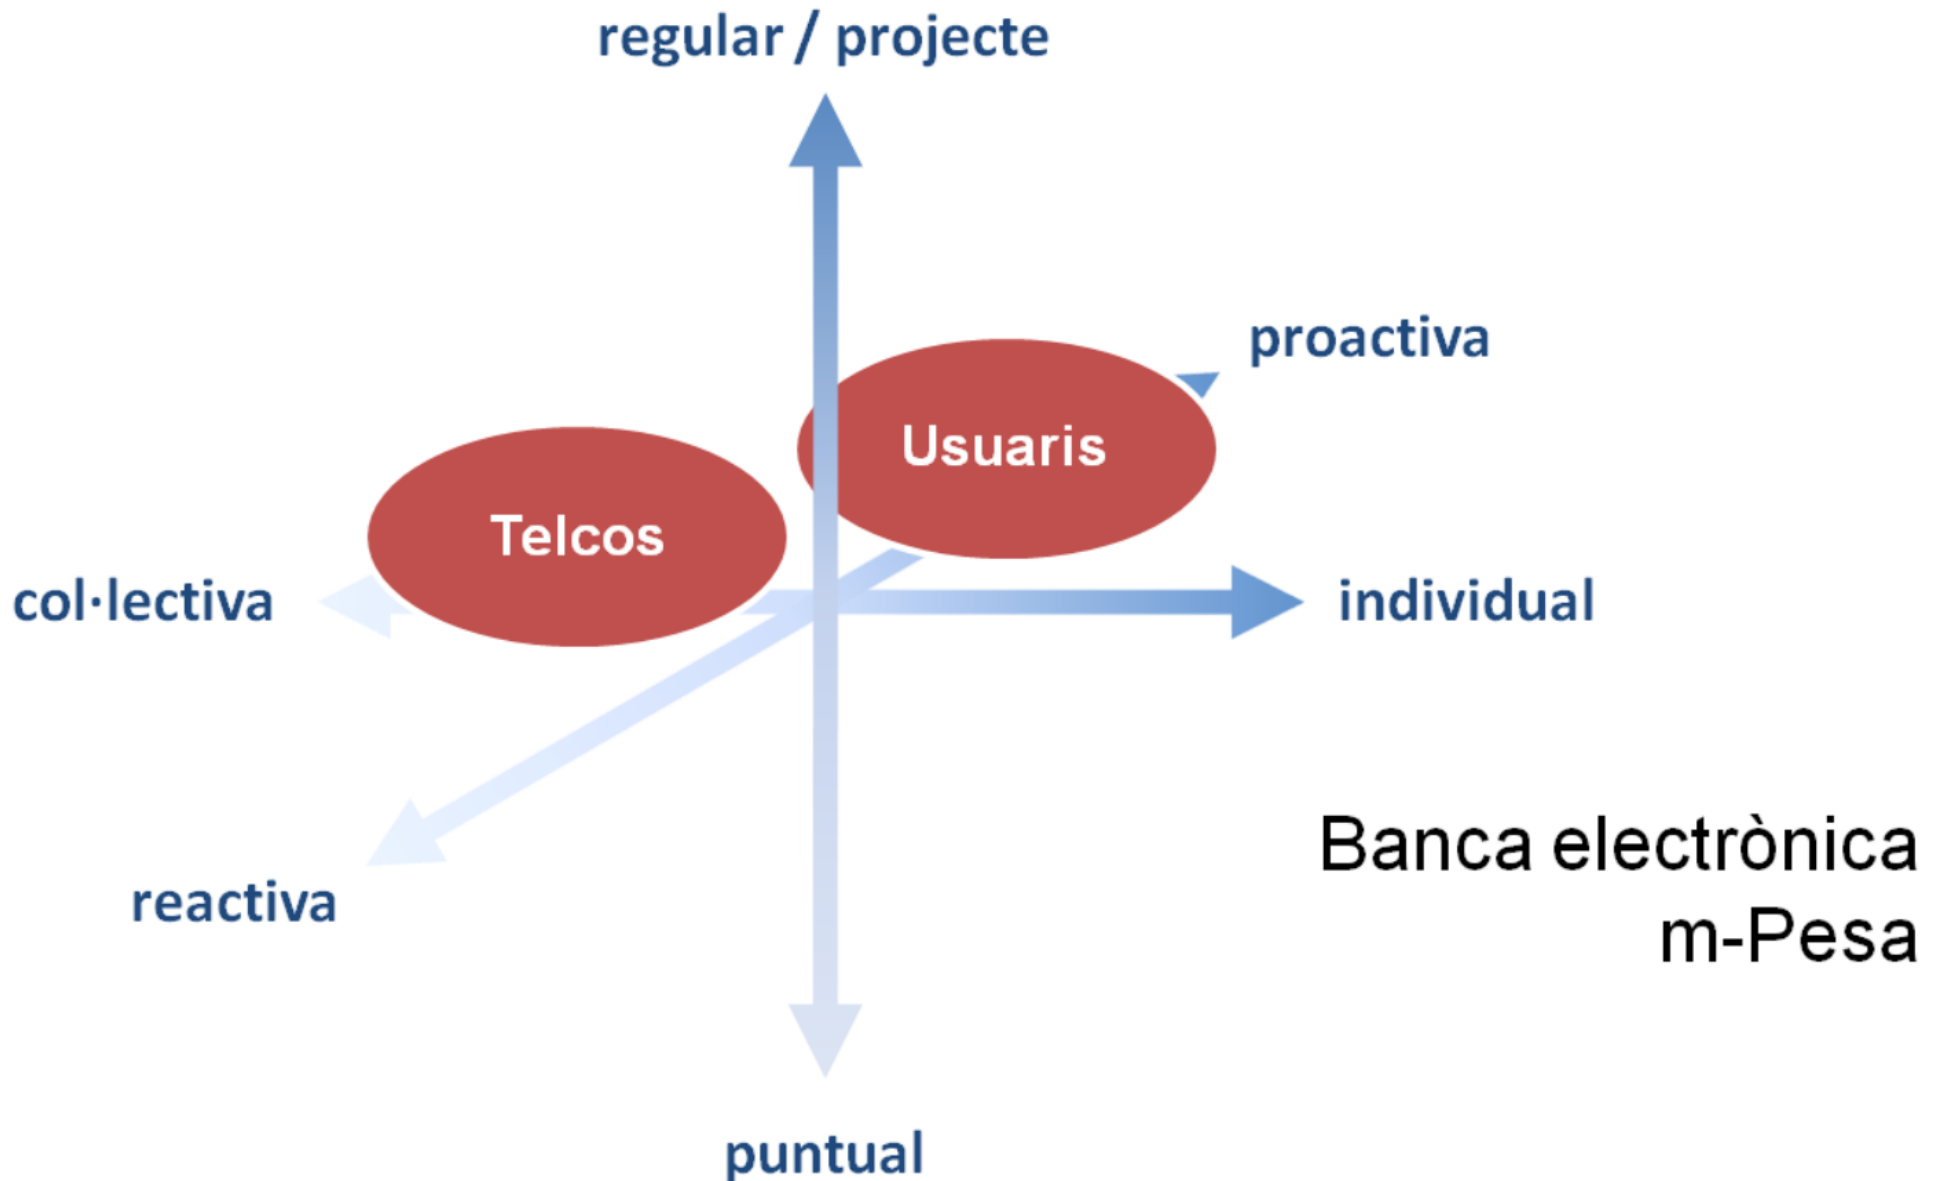 regular / projecte
proactiva
Usuaris
Telcos
col·lectiva
individual
reactiva
Banca electrònica
m-Pesa
puntual